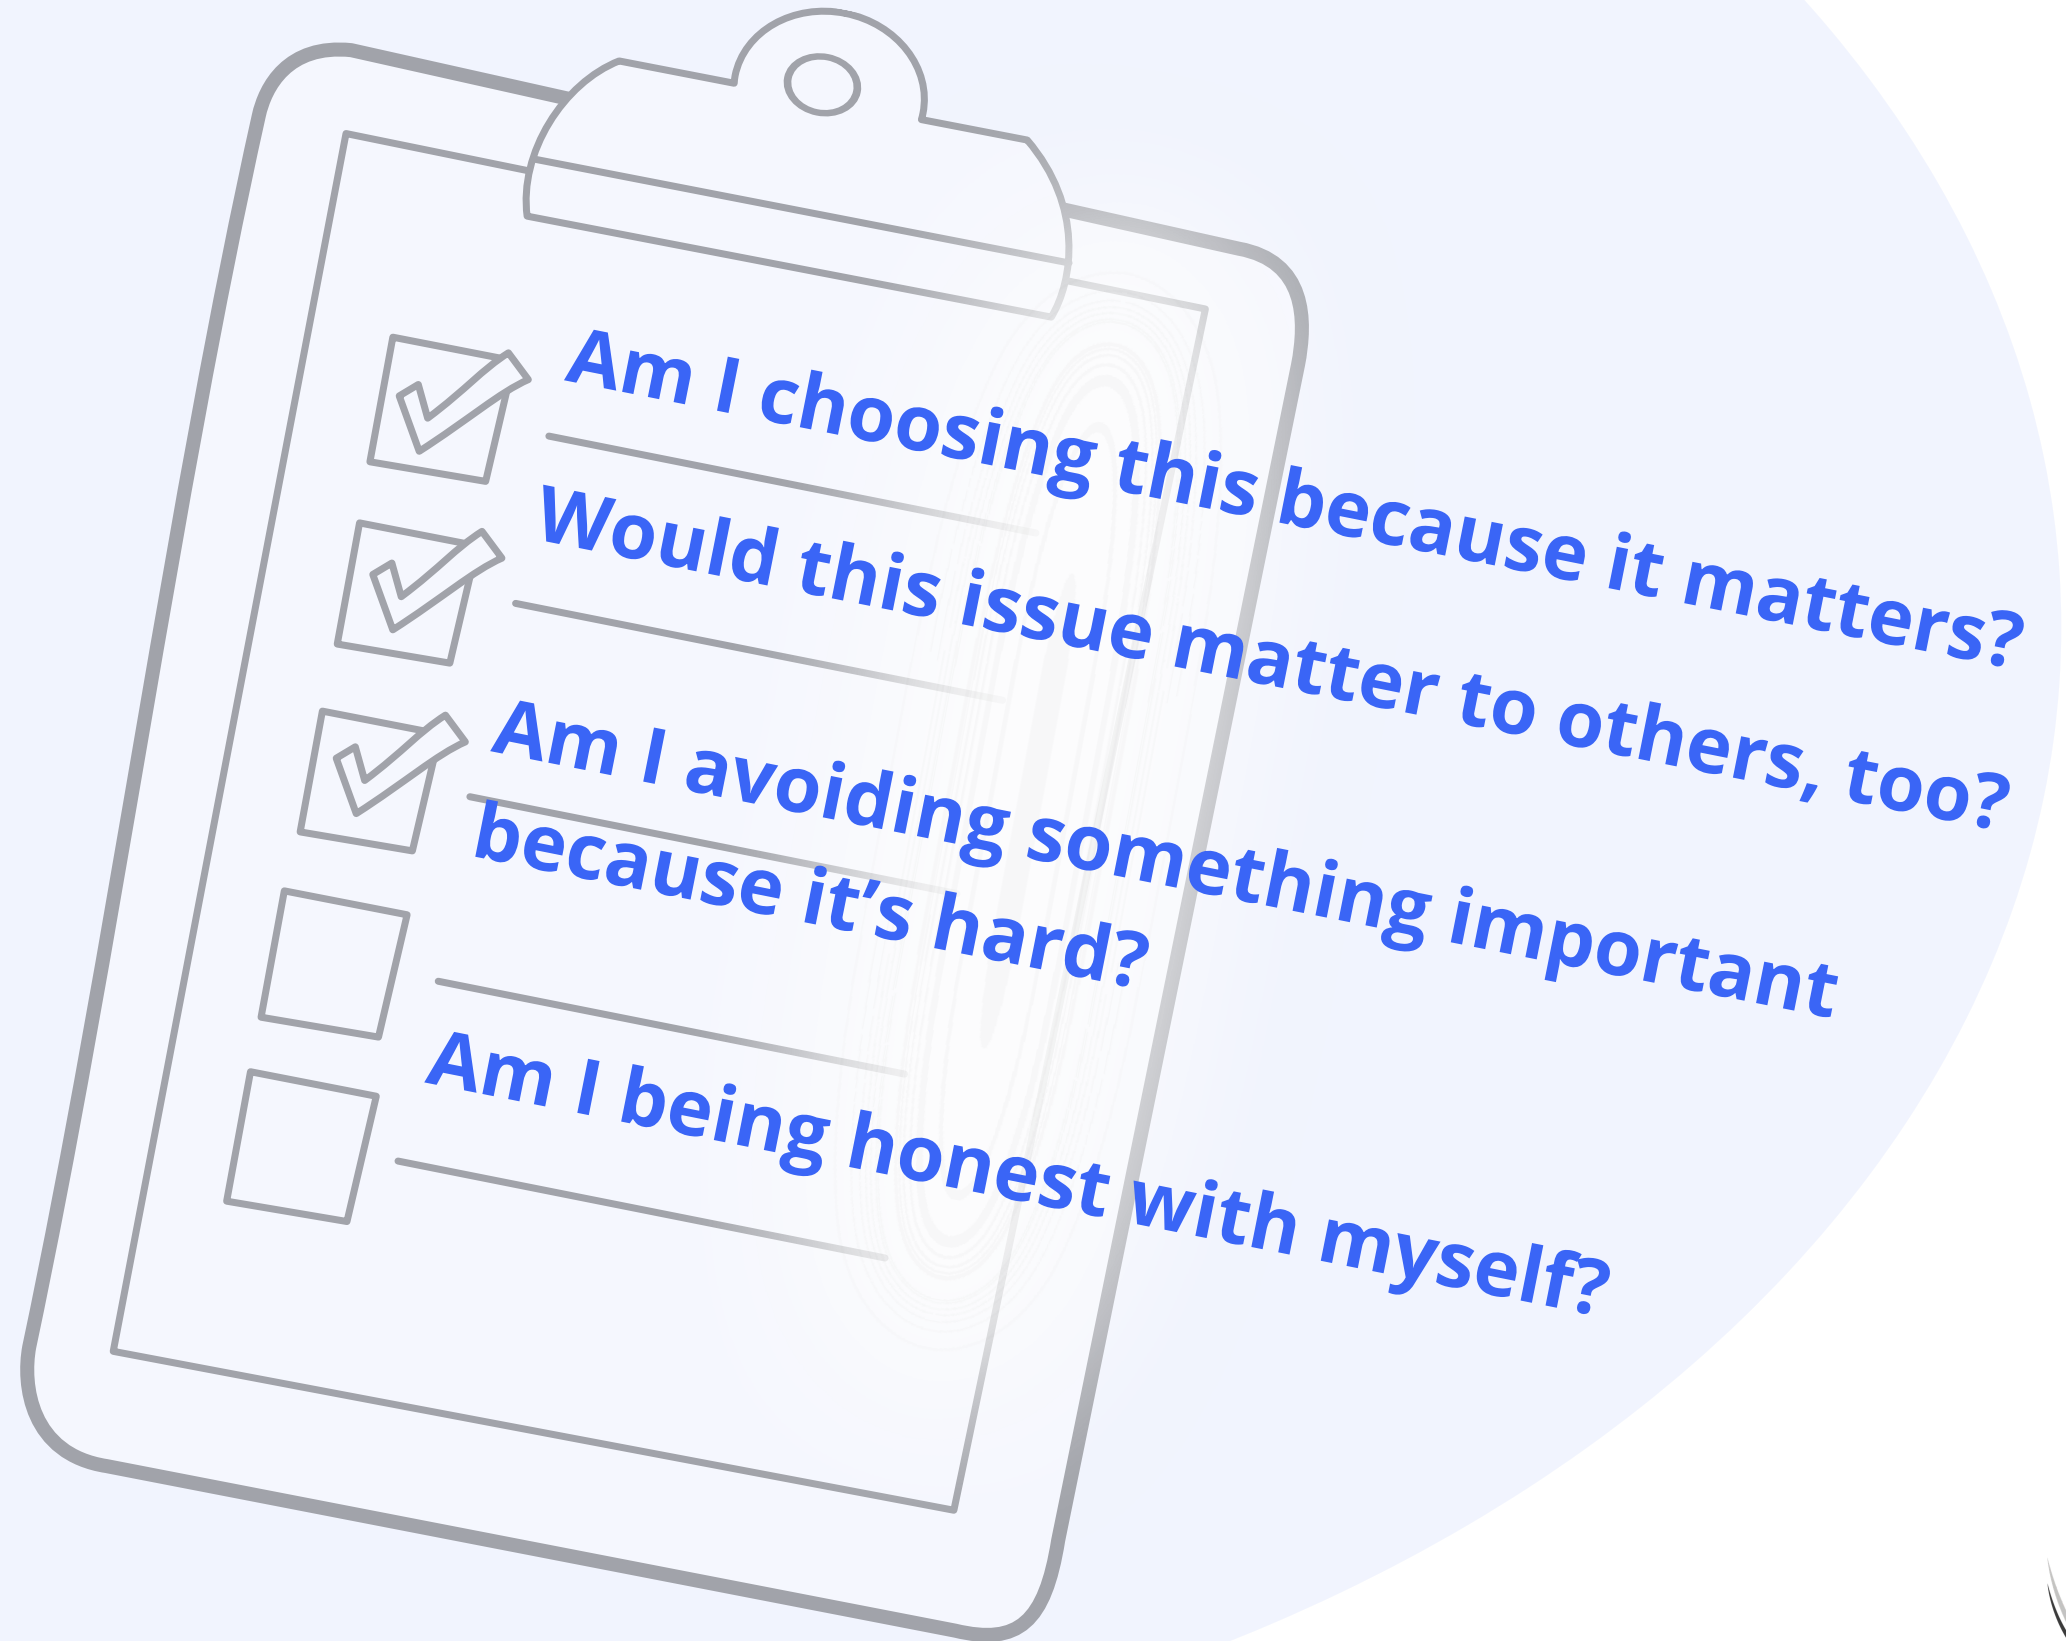 Am I choosing this because it matters?
Would this issue matter to others, too?
Am I avoiding something important
because it’s hard?
Am I being honest with myself?